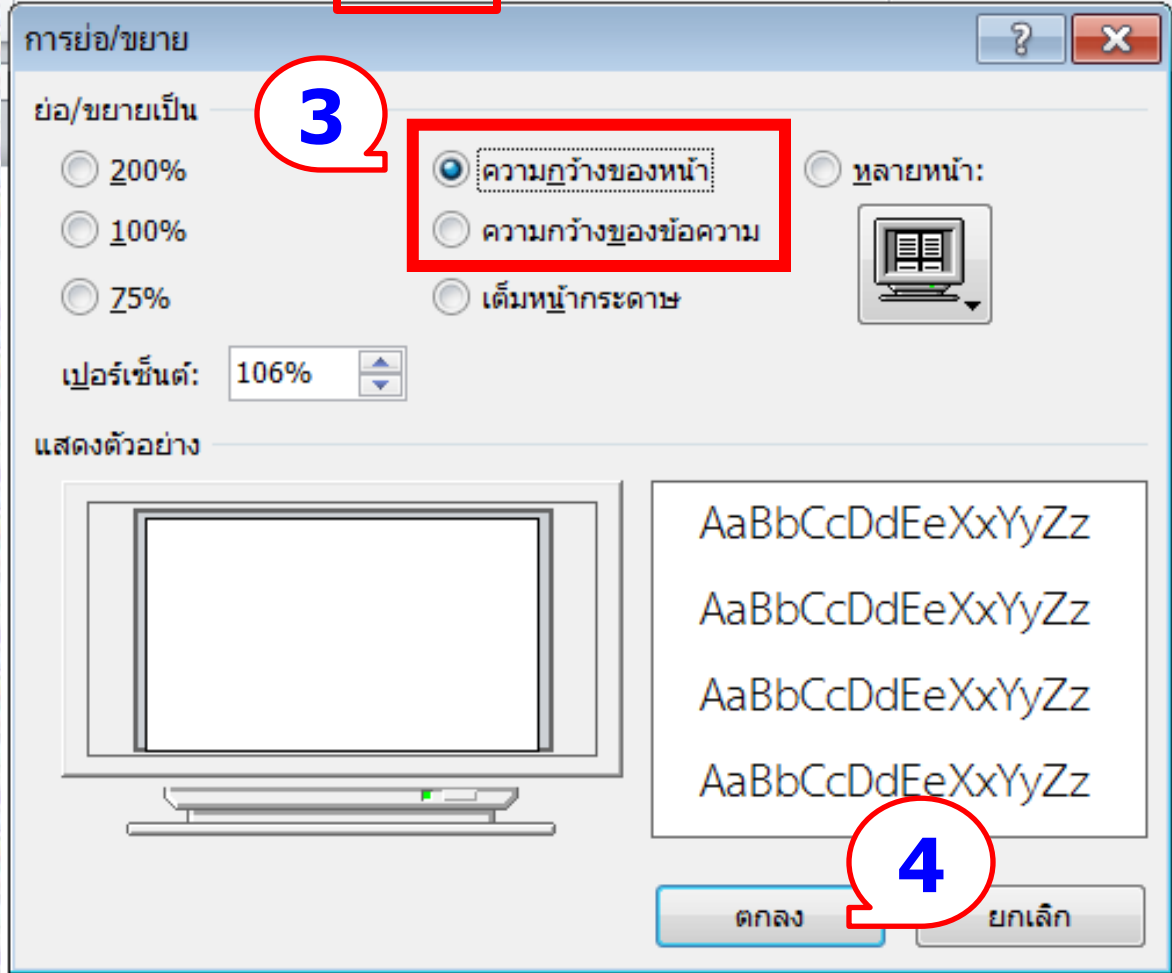 การย่อ/ขยาย
ย่อ/ขยายเป็น
3
200% ความกว้างของหน้า หลายหน้า:
100% ความกว้างของข้อความ
75% เต็มหน้ากระดาษ
เปอร์เซ็นต์: 106%
แสดงตัวอย่าง
AaBbCcDdEeXxYyZz
AaBbCcDdEeXxYyZz
AaBbCcDdEeXxYyZz
AaBbCcDdEeXxYyZz
4
ตกลง ยกเลิก